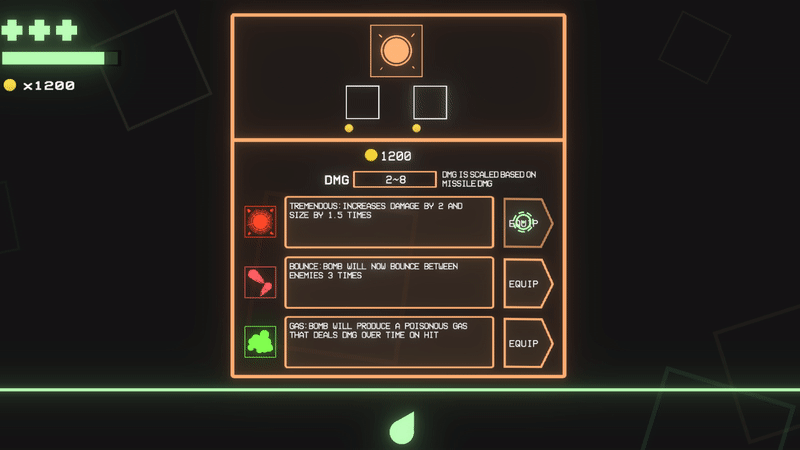 x1200
1200
DMG
2~8
DMG IS SCALED BASED ON
MISSILE DMG
TREMENDOUS: INCREASES DAMAGE BY 2 AND
SIZE BY 1.5 TIMES
EQUIP
BOUNCE: BOMB WILL NOW BOUNCE BETWEEN
ENEMIES 3 TIMES
EQUIP
GAS: BOMB WILL PRODUCE A POISONOUS GAS
THAT DEALS DMG OVER TIME ON HIT
EQUIP